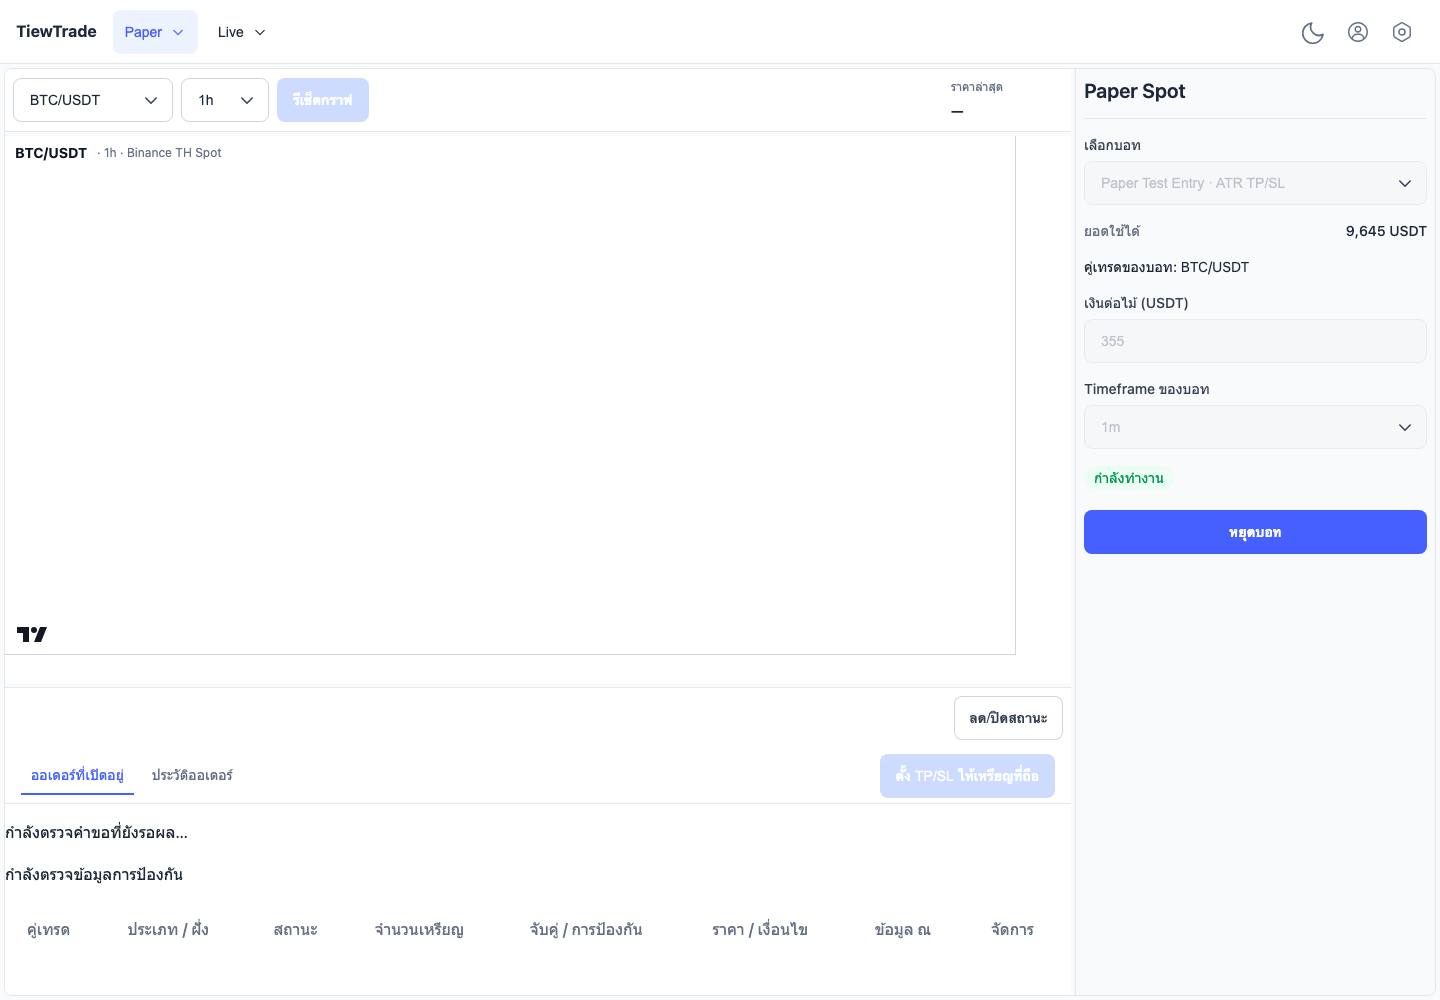 TiewTrade
Paper
Live
BTC/USDT
1h
รีเซ็ตกราฟ
ราคาล่าสุด
—
BTC/USDT · 1h · Binance TH Spot
ลด/ปิดสถานะ
ออเดอร์ที่เปิดอยู่
ประวัติออเดอร์
ตั้ง TP/SL ให้เหรียญที่ถือ
กำลังตรวจคำขอที่ยังรอผล...
กำลังตรวจข้อมูลการป้องกัน
คู่เทรด ประเภท / ฝั่ง สถานะ จำนวนเหรียญ จับคู่ / การป้องกัน ราคา / เงื่อนไข ข้อมูล ณ จัดการ
Paper Spot
เลือกบอท
Paper Test Entry · ATR TP/SL
ยอดใช้ได้ 9,645 USDT
คู่เทรดของบอท: BTC/USDT
เงินต่อไม้ (USDT)
355
Timeframe ของบอท
1m
กำลังทำงาน
หยุดบอท